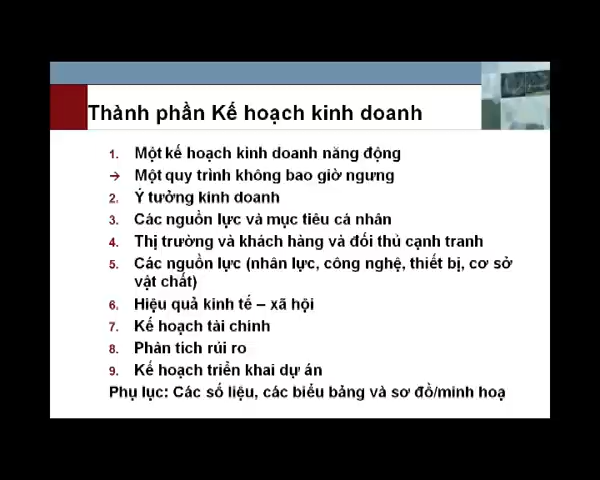 Thành phần Kế hoạch kinh doanh
1. Một kế hoạch kinh doanh năng động
→ Một quy trình không bao giờ ngưng
2. Ý tưởng kinh doanh
3. Các nguồn lực và mục tiêu cá nhân
4. Thị trường và khách hàng và đối thủ cạnh tranh
5. Các nguồn lực (nhân lực, công nghệ, thiết bị, cơ sở
vật chất)
6. Hiệu quả kinh tế – xã hội
7. Kế hoạch tài chính
8. Phân tích rủi ro
9. Kế hoạch triển khai dự án
Phụ lục: Các số liệu, các biểu bảng và sơ đồ/minh hoạ